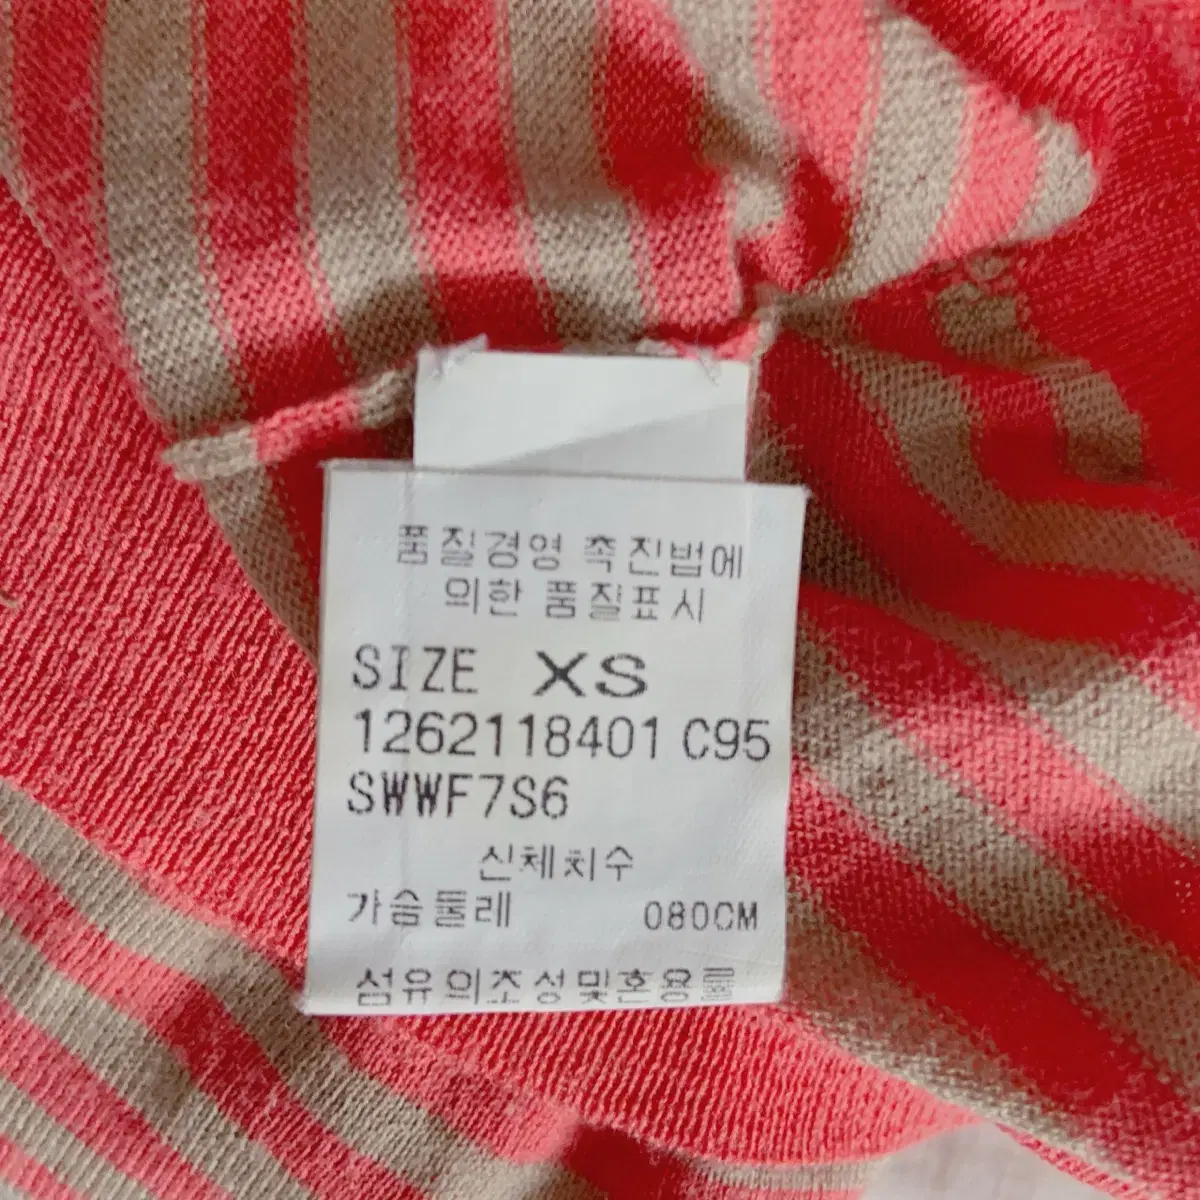 품질경영 촉진법에
의한 품질표시
SIZE XS
1262118401 C95
SWWF7S6
신체치수
가슴둘레 080CM
섬유의조성및혼용률